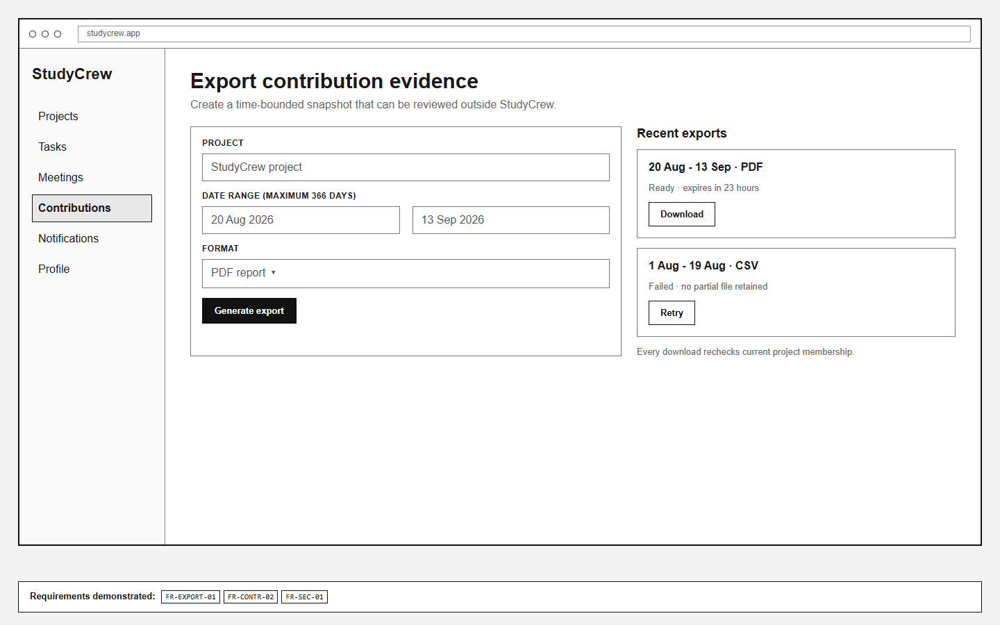 studycrew.app
StudyCrew
Projects
Tasks
Meetings
Contributions
Notifications
Profile
Export contribution evidence
Create a time-bounded snapshot that can be reviewed outside StudyCrew.
PROJECT
StudyCrew project
DATE RANGE (MAXIMUM 366 DAYS)
20 Aug 2026
13 Sep 2026
FORMAT
PDF report ▾
Generate export
Recent exports
20 Aug - 13 Sep · PDF
Ready · expires in 23 hours
Download
1 Aug - 19 Aug · CSV
Failed · no partial file retained
Retry
Every download rechecks current project membership.
Requirements demonstrated: FR-EXPORT-01 FR-CONTR-02 FR-SEC-01